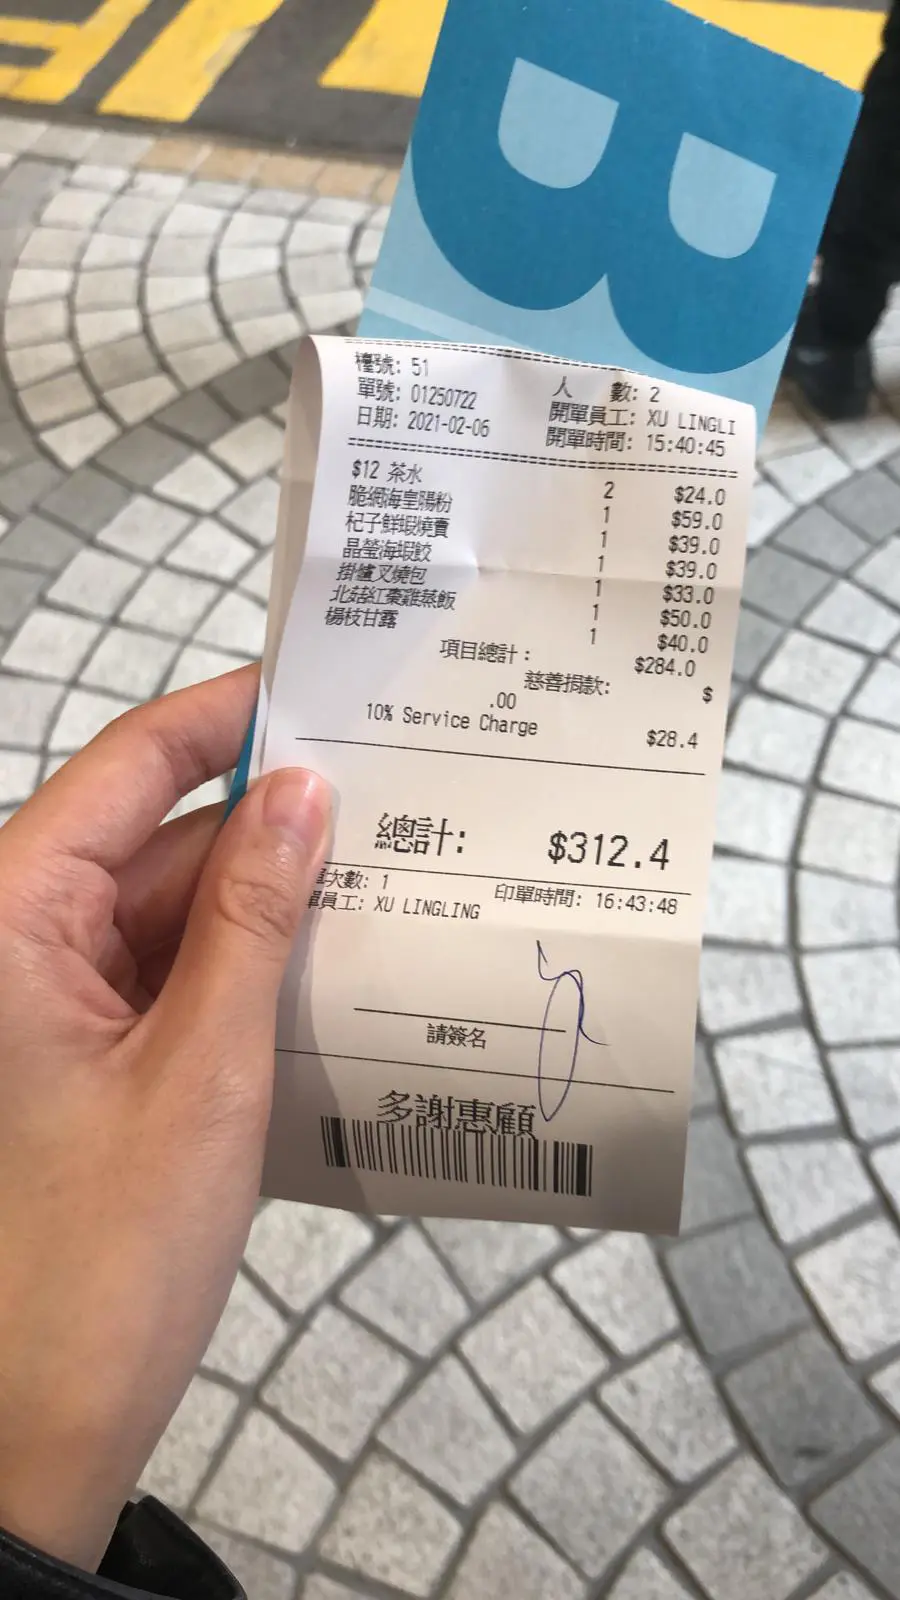 B
檯號: 51 人 數: 2
單號: 01250722 開單員工: XU LINGLI
日期: 2021-02-06 開單時間: 15:40:45
$12 茶水 2 $24.0
脆網海皇腸粉 1 $59.0
杞子鮮蝦燒賣 1 $39.0
晶瑩海蝦餃 1 $39.0
掛爐叉燒包 1 $33.0
北菇紅棗雞蒸飯 1 $50.0
楊枝甘露 1 $40.0
項目總計: $284.0
慈善捐款: $
.00
10% Service Charge $28.4
總計: $312.4
單次數: 1 印單時間: 16:43:48
單員工: XU LINGLING
請簽名
多謝惠顧